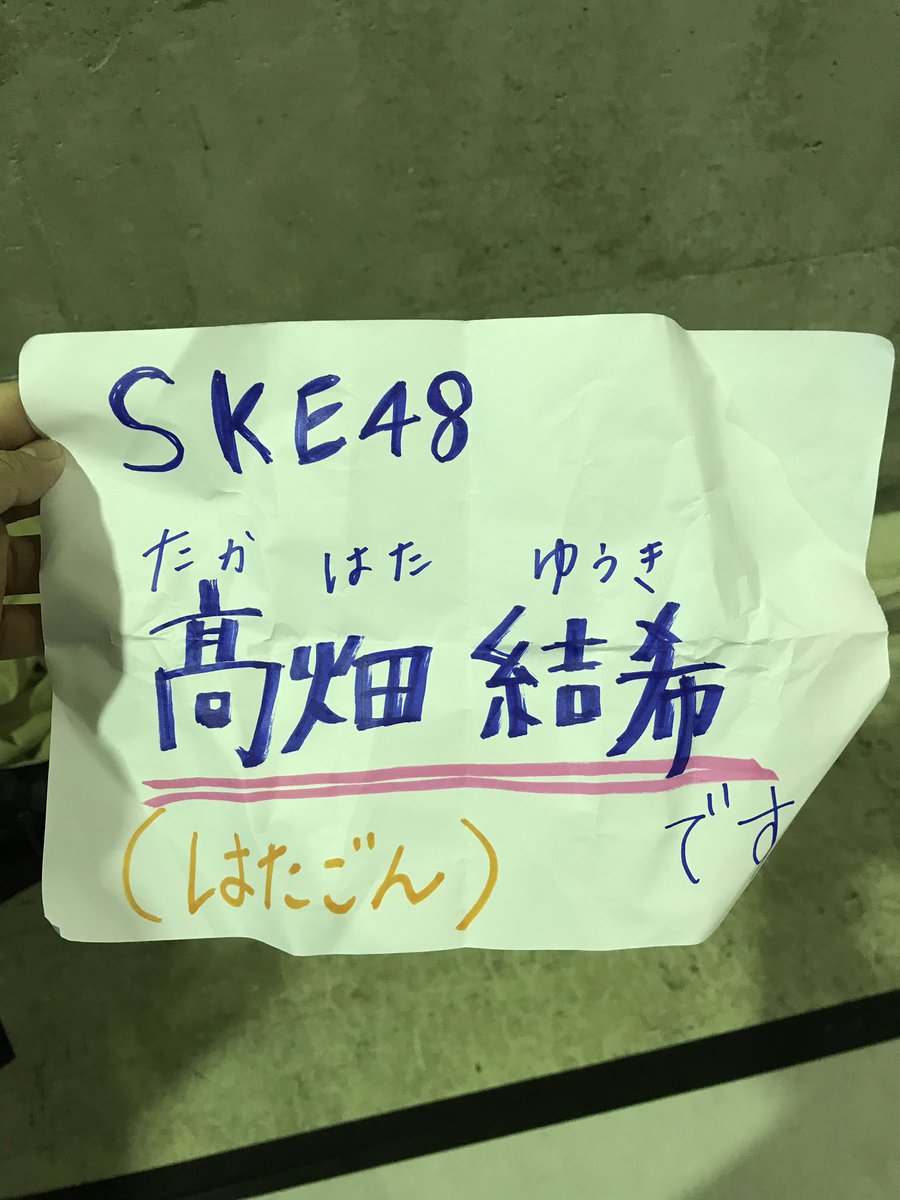 SKE48
たか はた ゆうき
高畑 結希
です
(はたごん)